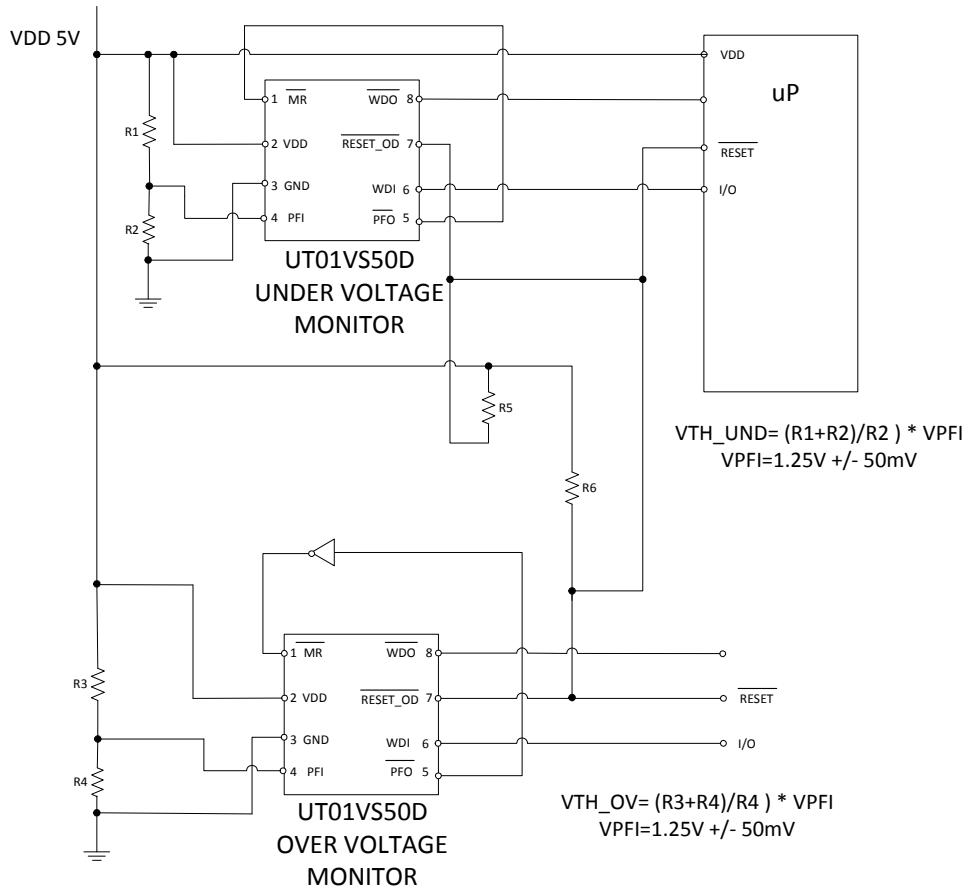 VDD 5V
R1
R2
1 MR
2 VDD
3 GND
4 PFI
WDO 8
RESET_OD 7
WDI 6
PFO 5
UT01VS50D
UNDER VOLTAGE
MONITOR
VDD
uP
RESET
I/O
R5
R6
VTH_UND= (R1+R2)/R2 ) * VPFI
VPFI=1.25V +/- 50mV
R3
R4
1 MR
2 VDD
3 GND
4 PFI
WDO 8
RESET_OD 7
WDI 6
PFO 5
RESET
I/O
UT01VS50D
OVER VOLTAGE
MONITOR
VTH_OV= (R3+R4)/R4 ) * VPFI
VPFI=1.25V +/- 50mV